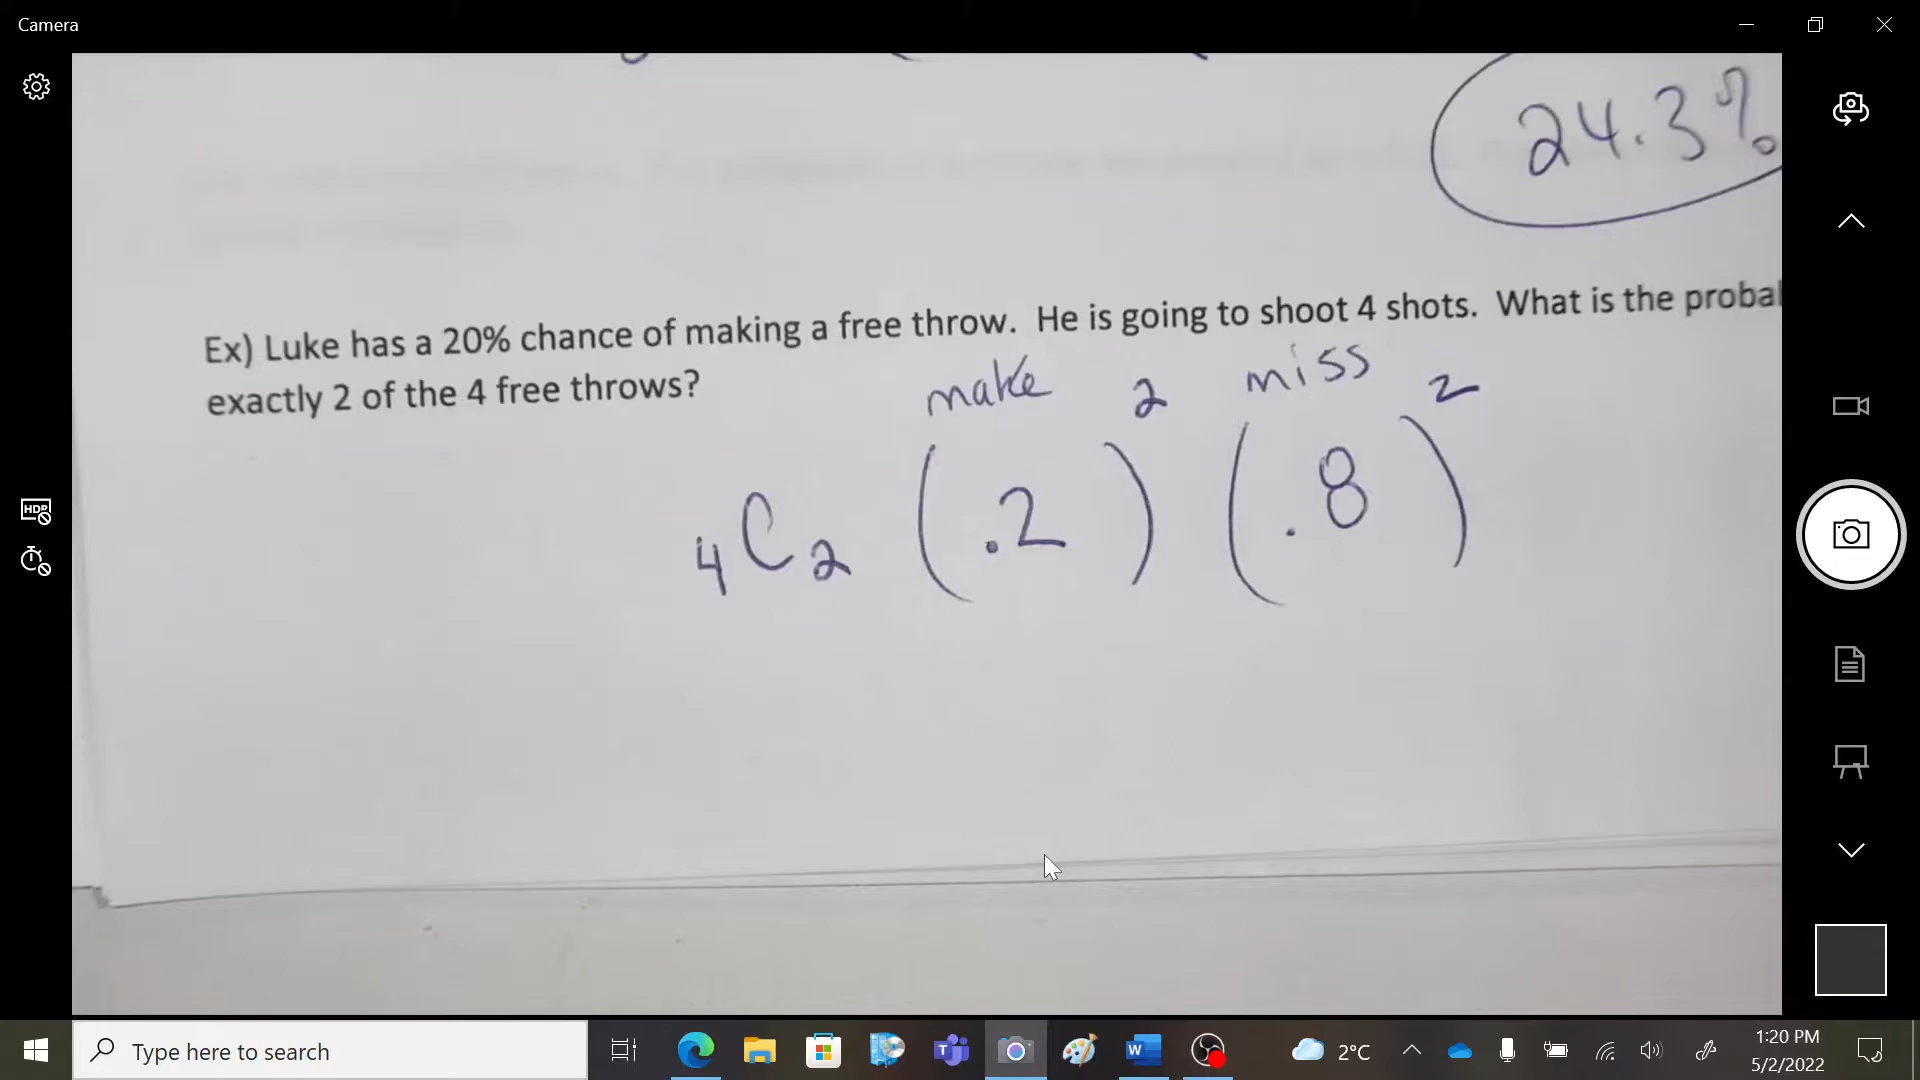 Camera
24.3%
Ex) Luke has a 20% chance of making a free throw. He is going to shoot 4 shots. What is the probal
exactly 2 of the 4 free throws?
make 2 miss 2
4C2 (.2) (.8)
Type here to search
2°C
1:20 PM
5/2/2022